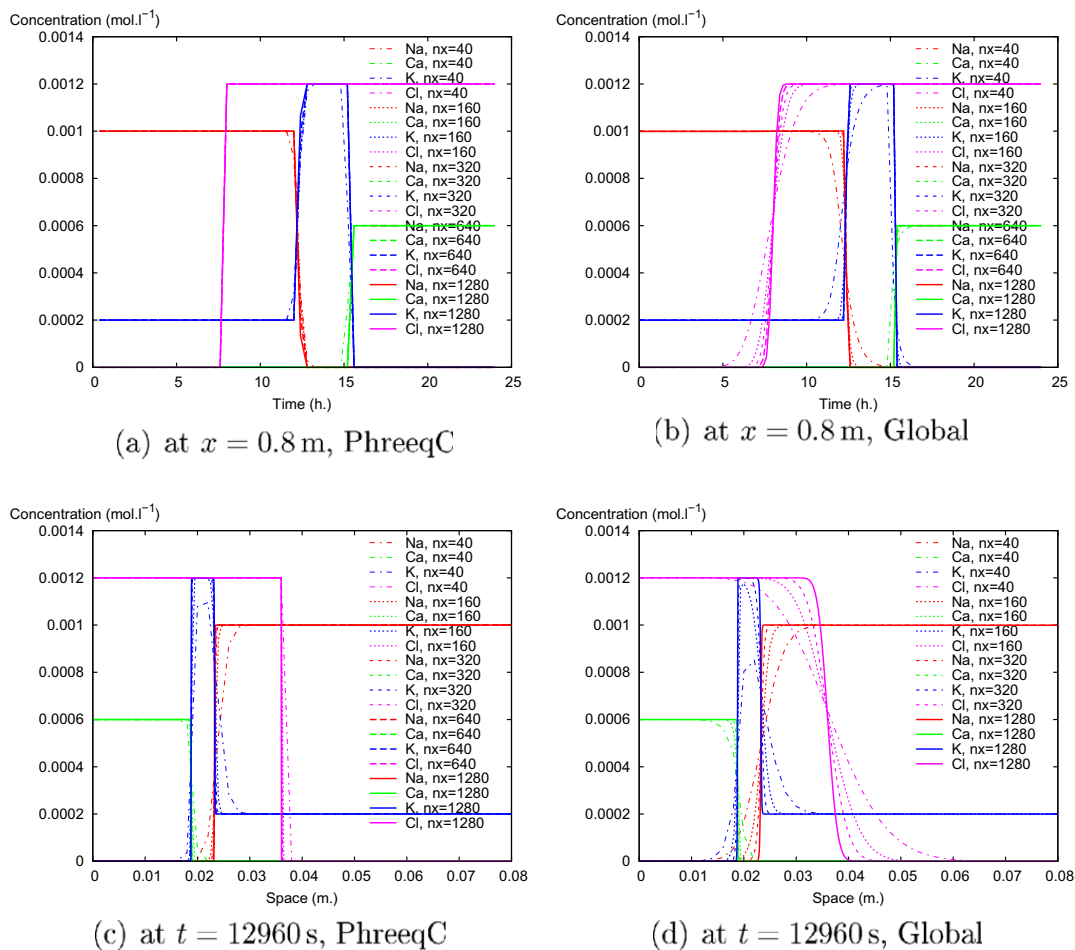 Concentration (mol.l⁻¹)
0.0014
0.0012
0.001
0.0008
0.0006
0.0004
0.0002
0
0
5
10
15
20
25
Time (h.)
Na, nx=40
Ca, nx=40
K, nx=40
Cl, nx=40
Na, nx=160
Ca, nx=160
K, nx=160
Cl, nx=160
Na, nx=320
Ca, nx=320
K, nx=320
Cl, nx=320
Na, nx=640
Ca, nx=640
K, nx=640
Cl, nx=640
Na, nx=1280
Ca, nx=1280
K, nx=1280
Cl, nx=1280
(a) at x = 0.8 m, PhreeqC
Concentration (mol.l⁻¹)
0.0014
0.0012
0.001
0.0008
0.0006
0.0004
0.0002
0
0
5
10
15
20
25
Time (h.)
Na, nx=40
Ca, nx=40
K, nx=40
Cl, nx=40
Na, nx=160
Ca, nx=160
K, nx=160
Cl, nx=160
Na, nx=320
Ca, nx=320
K, nx=320
Cl, nx=320
Na, nx=640
Ca, nx=640
K, nx=640
Cl, nx=640
Na, nx=1280
Ca, nx=1280
K, nx=1280
Cl, nx=1280
(b) at x = 0.8 m, Global
Concentration (mol.l⁻¹)
0.0014
0.0012
0.001
0.0008
0.0006
0.0004
0.0002
0
0
0.01
0.02
0.03
0.04
0.05
0.06
0.07
0.08
Space (m.)
Na, nx=40
Ca, nx=40
K, nx=40
Cl, nx=40
Na, nx=160
Ca, nx=160
K, nx=160
Cl, nx=160
Na, nx=320
Ca, nx=320
K, nx=320
Cl, nx=320
Na, nx=640
Ca, nx=640
K, nx=640
Cl, nx=640
Na, nx=1280
Ca, nx=1280
K, nx=1280
Cl, nx=1280
(c) at t = 12960 s, PhreeqC
Concentration (mol.l⁻¹)
0.0014
0.0012
0.001
0.0008
0.0006
0.0004
0.0002
0
0
0.01
0.02
0.03
0.04
0.05
0.06
0.07
0.08
Space (m.)
Na, nx=40
Ca, nx=40
K, nx=40
Cl, nx=40
Na, nx=160
Ca, nx=160
K, nx=160
Cl, nx=160
Na, nx=320
Ca, nx=320
K, nx=320
Cl, nx=320
Na, nx=1280
Ca, nx=1280
K, nx=1280
Cl, nx=1280
(d) at t = 12960 s, Global